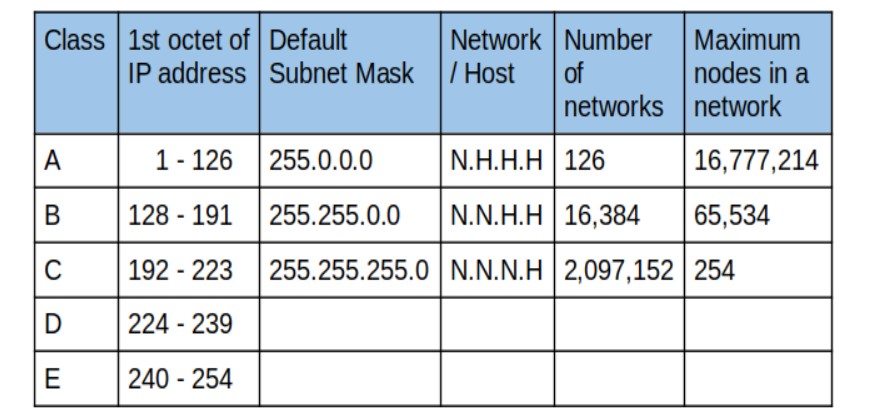 Class 1st octet of Default Network Number Maximum
IP address Subnet Mask / Host of nodes in a
networks network
A 1 - 126 255.0.0.0 N.H.H.H 126 16,777,214
B 128 - 191 255.255.0.0 N.N.H.H 16,384 65,534
C 192 - 223 255.255.255.0 N.N.N.H 2,097,152 254
D 224 - 239
E 240 - 254